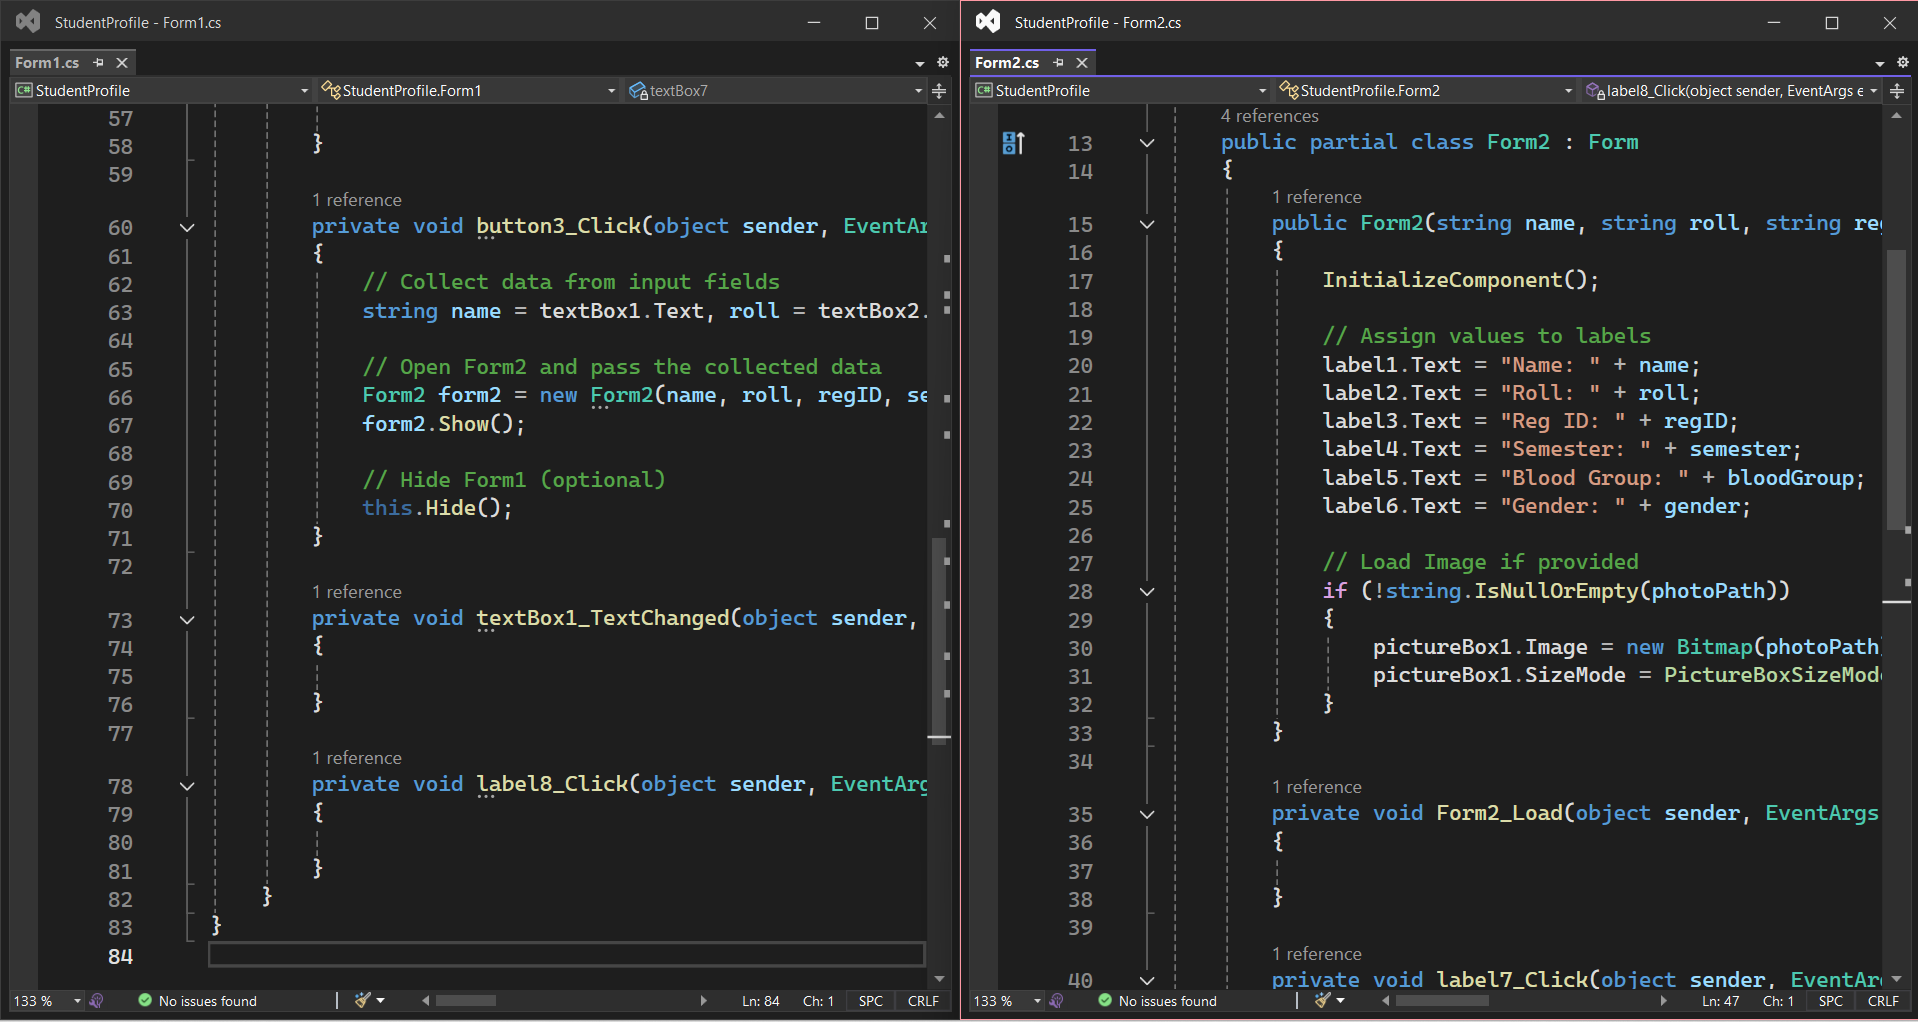 StudentProfile - Form1.cs
Form1.cs
StudentProfile
StudentProfile.Form1
textBox7
57
58 }
59
1 reference
60 private void button3_Click(object sender, EventAr
61 {
62 // Collect data from input fields
63 string name = textBox1.Text, roll = textBox2.
64
65 // Open Form2 and pass the collected data
66 Form2 form2 = new Form2(name, roll, regID, se
67 form2.Show();
68
69 // Hide Form1 (optional)
70 this.Hide();
71 }
72
1 reference
73 private void textBox1_TextChanged(object sender,
74 {
75
76 }
77
1 reference
78 private void label8_Click(object sender, EventArg
79 {
80
81 }
82 }
83 }
84
133 %
No issues found
Ln: 84
Ch: 1
SPC
CRLF
StudentProfile - Form2.cs
Form2.cs
StudentProfile
StudentProfile.Form2
label8_Click(object sender, EventArgs e
4 references
13 public partial class Form2 : Form
14 {
1 reference
15 public Form2(string name, string roll, string reg
16 {
17 InitializeComponent();
18
19 // Assign values to labels
20 label1.Text = "Name: " + name;
21 label2.Text = "Roll: " + roll;
22 label3.Text = "Reg ID: " + regID;
23 label4.Text = "Semester: " + semester;
24 label5.Text = "Blood Group: " + bloodGroup;
25 label6.Text = "Gender: " + gender;
26
27 // Load Image if provided
28 if (!string.IsNullOrEmpty(photoPath))
29 {
30 pictureBox1.Image = new Bitmap(photoPath)
31 pictureBox1.SizeMode = PictureBoxSizeMode
32 }
33 }
34
1 reference
35 private void Form2_Load(object sender, EventArgs
36 {
37
38 }
39
1 reference
40 private void label7_Click(object sender, EventAr
133 %
No issues found
Ln: 47
Ch: 1
SPC
CRLF